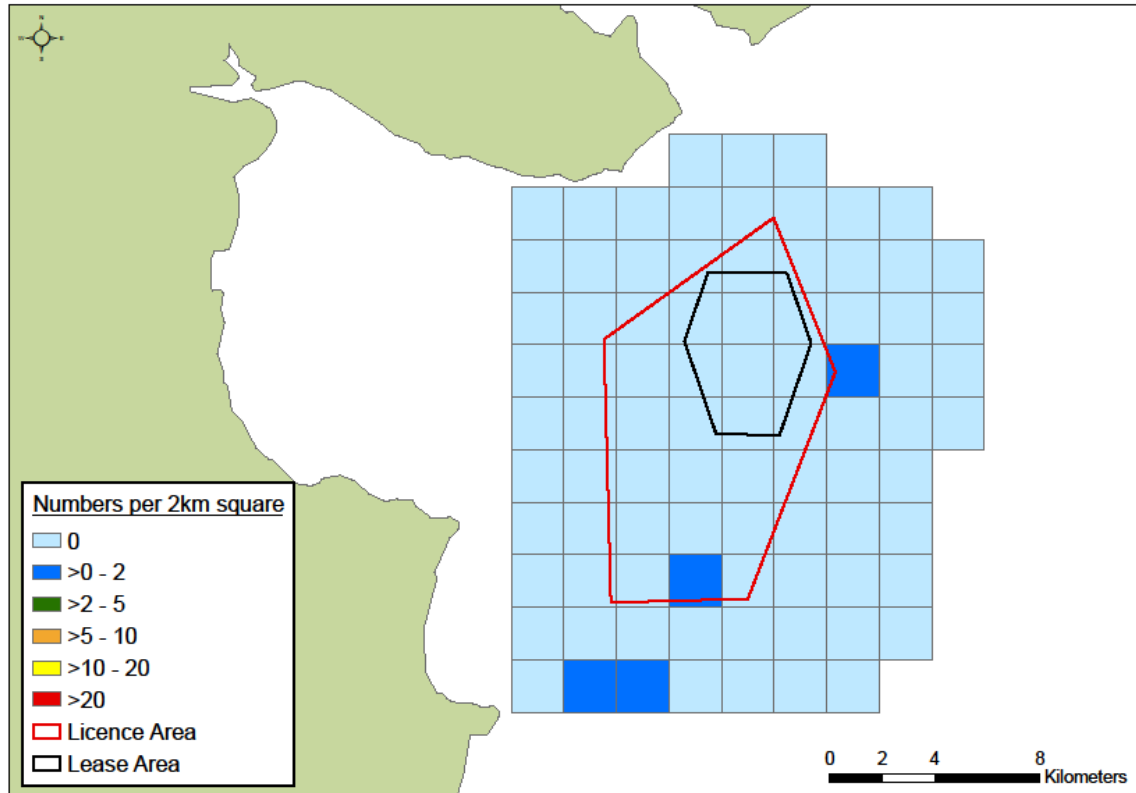 N
E
S
Numbers per 2km square
0
>0 - 2
>2 - 5
>5 - 10
>10 - 20
>20
Licence Area
Lease Area
0 2 4 8
Kilometers